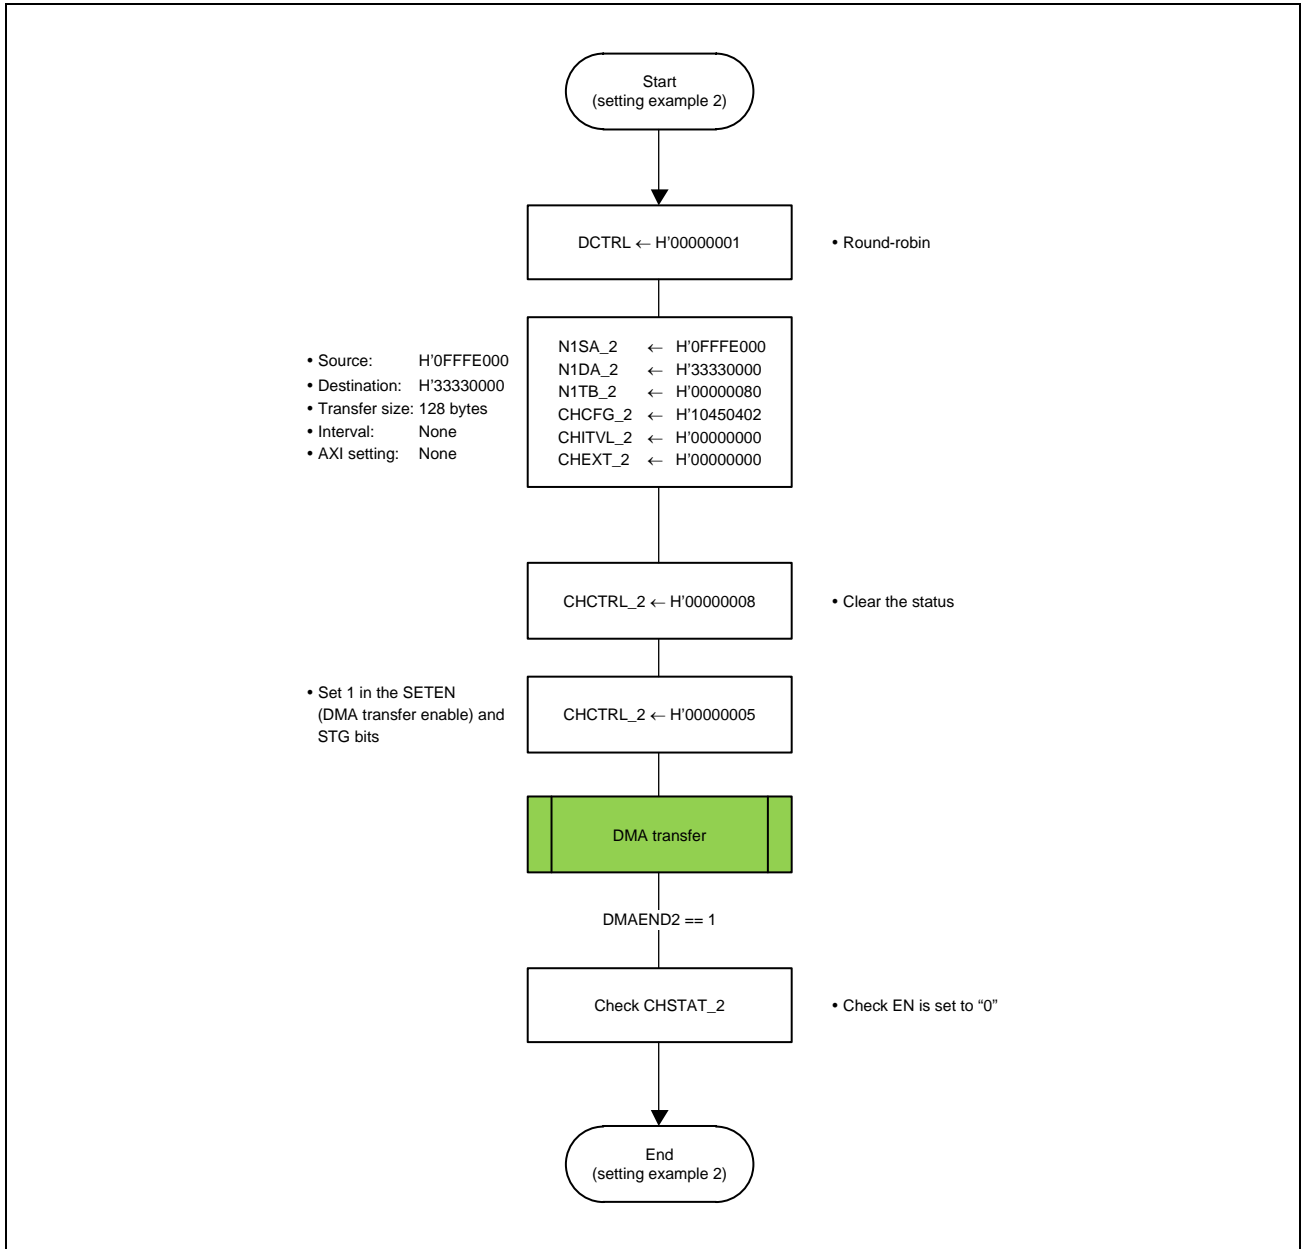 Start
(setting example 2)
DCTRL ← H'00000001
• Round-robin
• Source: H'0FFFE000
• Destination: H'33330000
• Transfer size: 128 bytes
• Interval: None
• AXI setting: None
N1SA_2 ← H'0FFFE000
N1DA_2 ← H'33330000
N1TB_2 ← H'00000080
CHCFG_2 ← H'10450402
CHITVL_2 ← H'00000000
CHEXT_2 ← H'00000000
CHCTRL_2 ← H'00000008
• Clear the status
• Set 1 in the SETEN
(DMA transfer enable) and
STG bits
CHCTRL_2 ← H'00000005
DMA transfer
DMAEND2 == 1
Check CHSTAT_2
• Check EN is set to “0”
End
(setting example 2)